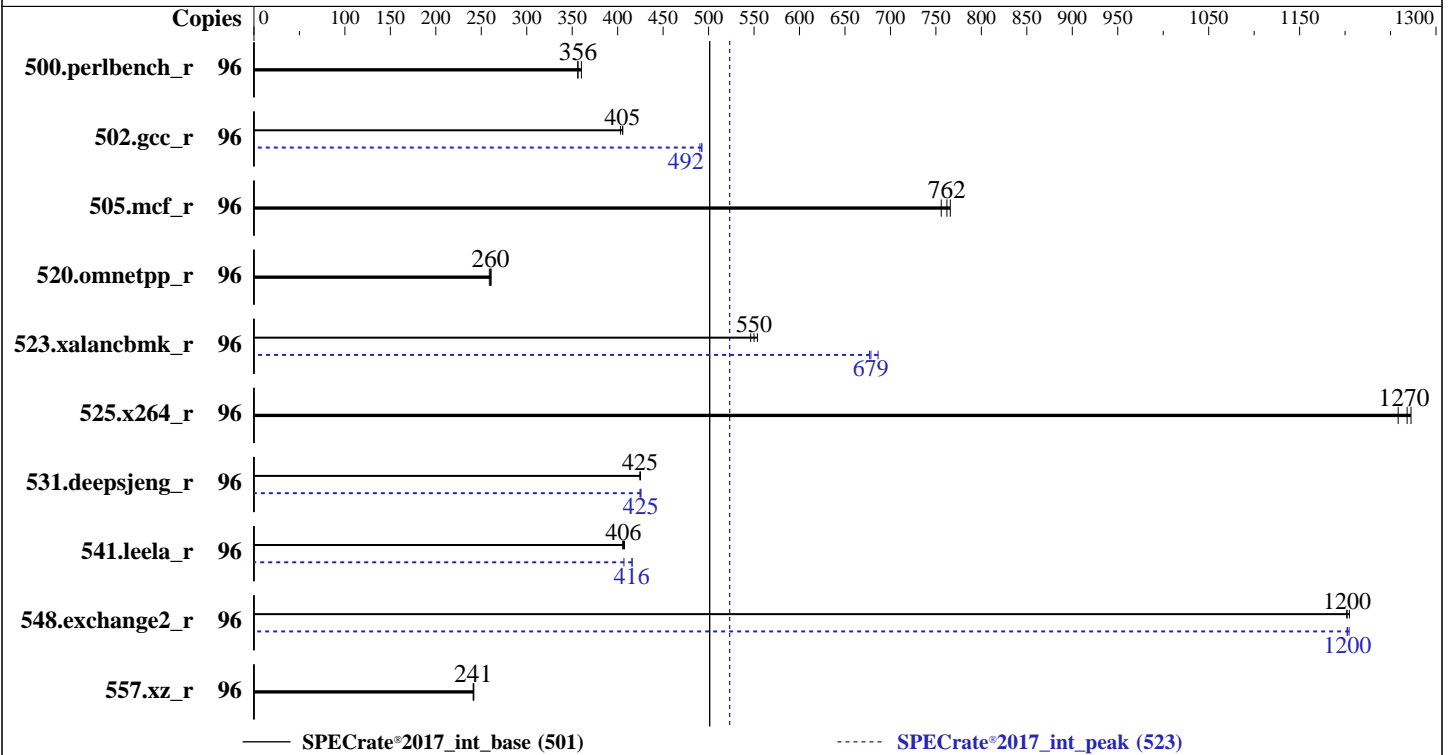 Copies 0 100 150 200 250 300 350 400 450 500 550 600 650 700 750 800 850 900 950 1050 1150 1300
356
500.perlbench_r 96
405
502.gcc_r 96
492
762
505.mcf_r 96
260
520.omnetpp_r 96
550
523.xalancbmk_r 96
679
1270
525.x264_r 96
425
531.deepsjeng_r 96
425
406
541.leela_r 96
416
1200
548.exchange2_r 96
1200
241
557.xz_r 96
SPECrate®2017_int_base (501) SPECrate®2017_int_peak (523)